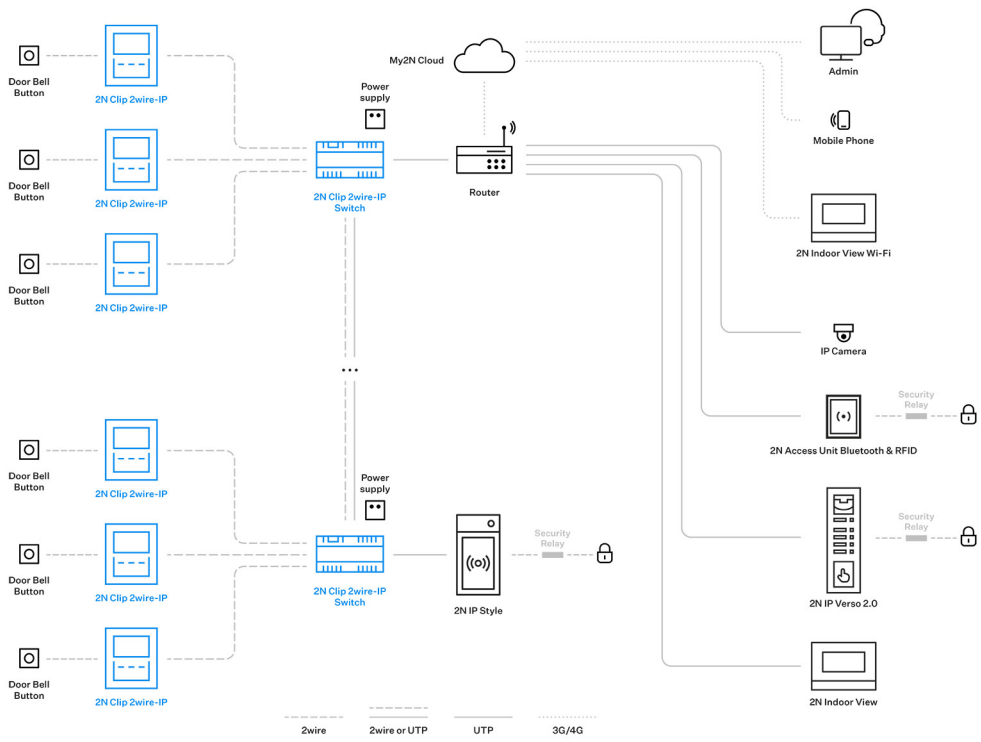 My2N Cloud
Admin
Door Bell
Button
2N Clip 2wire-IP
Power
supply
Mobile Phone
Door Bell
Button
2N Clip 2wire-IP
2N Clip 2wire-IP
Switch
Router
2N Indoor View Wi-Fi
Door Bell
Button
2N Clip 2wire-IP
IP Camera
...
Security
Relay
2N Access Unit Bluetooth & RFID
Door Bell
Button
2N Clip 2wire-IP
Power
supply
Security
Relay
Security
Relay
Door Bell
Button
2N Clip 2wire-IP
2N Clip 2wire-IP
Switch
2N IP Style
2N IP Verso 2.0
Door Bell
Button
2N Clip 2wire-IP
2N Indoor View
2wire
2wire or UTP
UTP
3G/4G